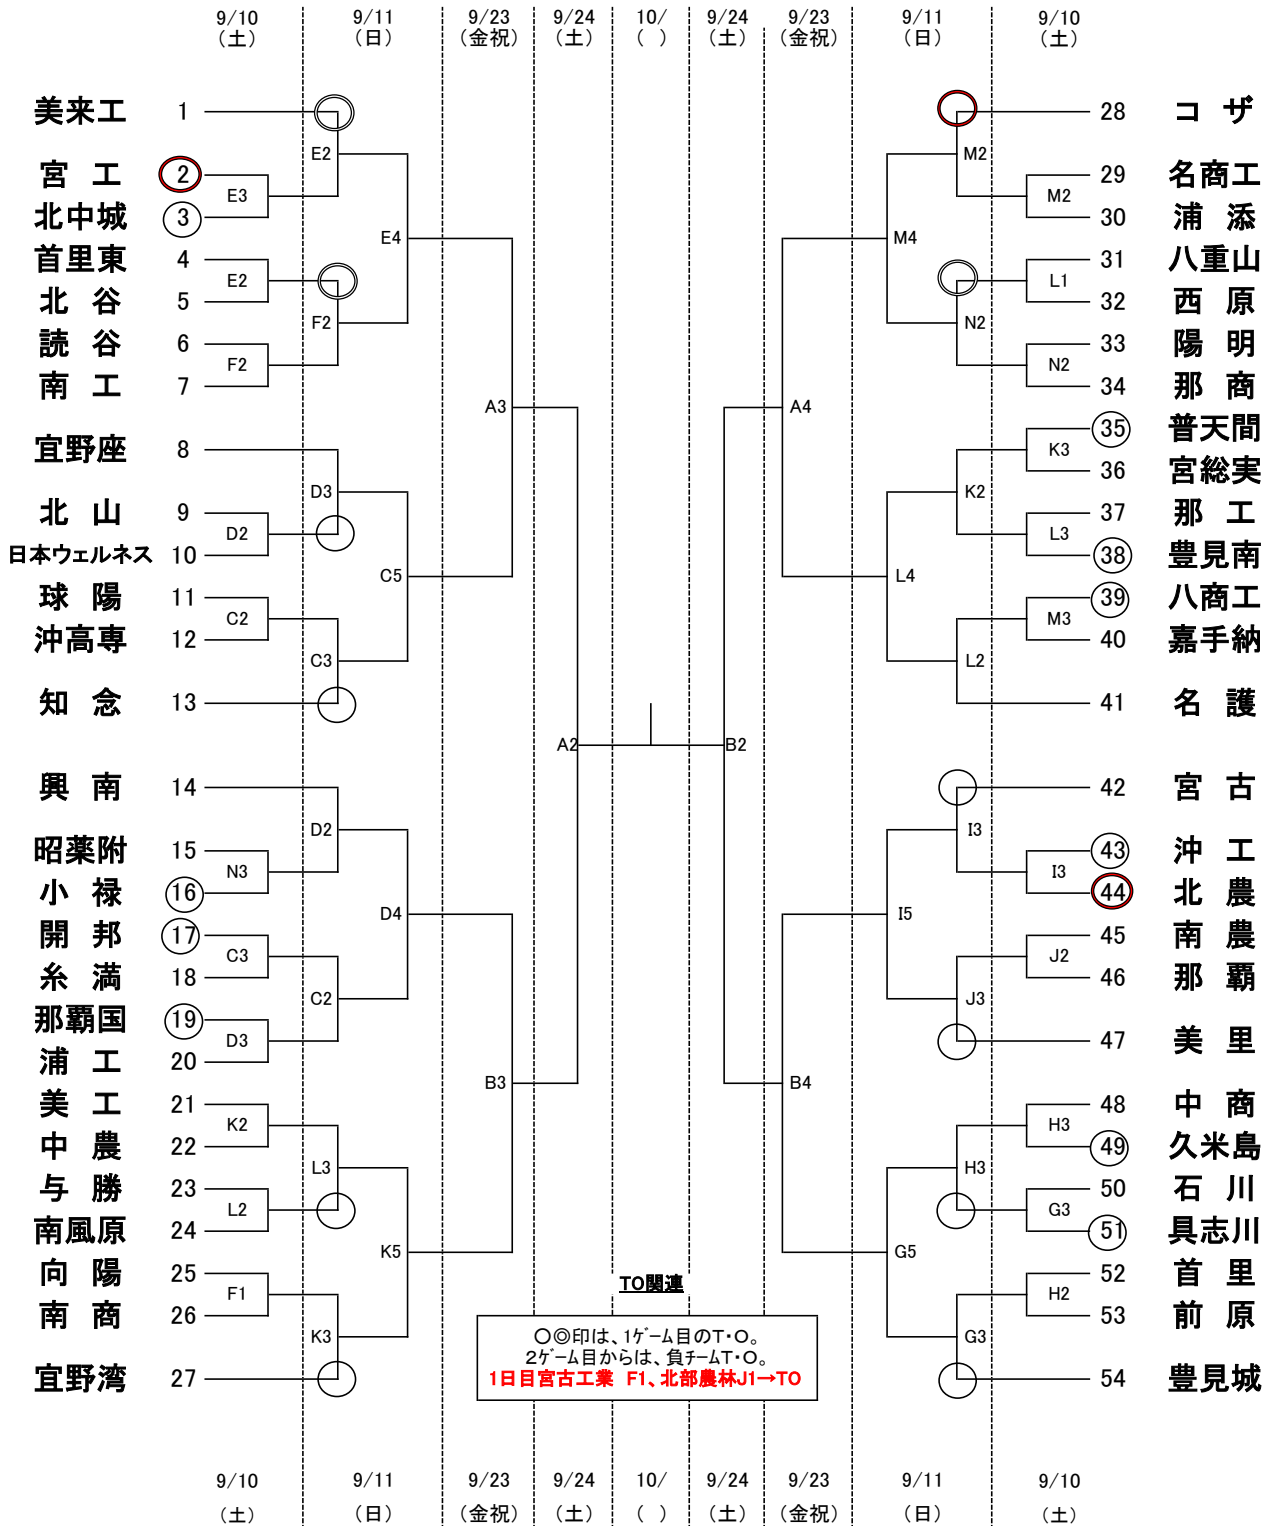 9/10 9/11 9/23 9/24 10/ 9/24 9/23 9/11 9/10
(土) (日) (金祝) (土) ( ) (土) (金祝) (日) (土)
美来工 1 28 コ ザ
E2 M2
宮 工 2 29 名商工
E3 M2
北中城 3 30 浦 添
E4 M4
首里東 4 31 八重山
E2 L1
北 谷 5 32 西 原
F2 N2
読 谷 6 33 陽 明
F2 N2
南 工 7 34 那 商
A3 A4
35 普天間
宜野座 8 K3
36 宮総実
D3 K2
北 山 9 37 那 工
D2 L3
日本ウェルネス 10 38 豊見南
C5 L4
球 陽 11 39 八商工
C2 M3
沖高専 12 40 嘉手納
C3 L2
知 念 13 41 名 護
A2 B2
興 南 14 42 宮 古
D2 I3
昭薬附 15 43 沖 工
N3 I3
小 禄 16 44 北 農
D4 I5
開 邦 17 45 南 農
C3 J2
糸 満 18 46 那 覇
C2 J3
那覇国 19
D3 47 美 里
浦 工 20
B3 B4
美 工 21 48 中 商
K2 H3
中 農 22 49 久米島
L3 H3
与 勝 23 50 石 川
L2 G3
南風原 24 51 具志川
K5 G5
向 陽 25 52 首 里
F1 H2
南 商 26 53 前 原
K3 G3
宜野湾 27 54 豊見城
TO関連
○◎印は、1ゲーム目のT・O。
2ゲーム目からは、負チームT・O。
1日目宮古工業 F1、北部農林J1→TO
9/10 9/11 9/23 9/24 10/ 9/24 9/23 9/11 9/10
(土) (日) (金祝) (土) ( ) (土) (金祝) (日) (土)